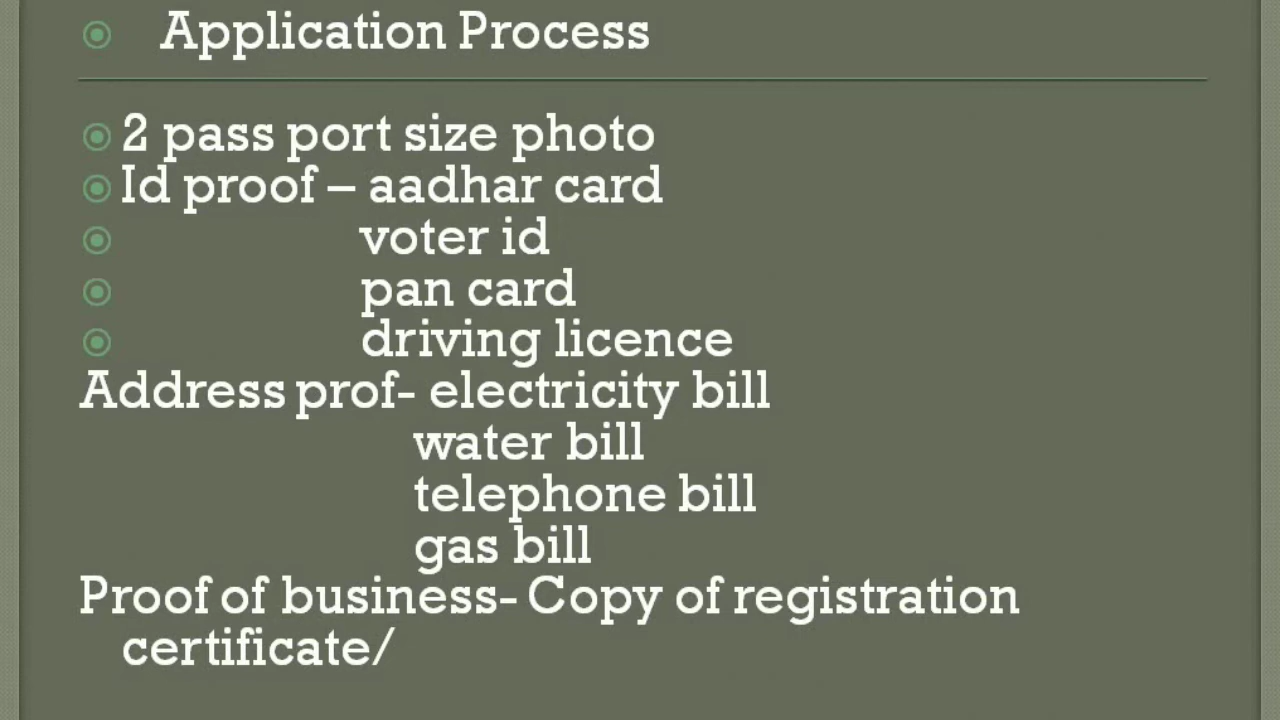 Application Process
2 pass port size photo
Id proof – aadhar card
voter id
pan card
driving licence
Address prof- electricity bill
water bill
telephone bill
gas bill
Proof of business- Copy of registration
certificate/